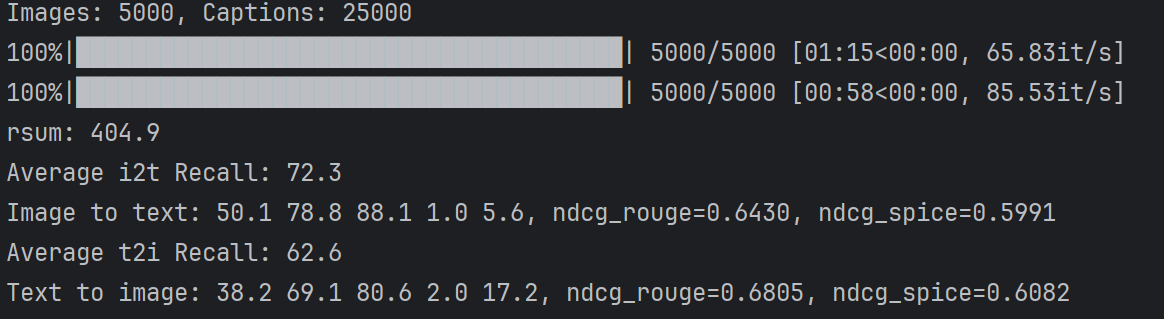 Images: 5000, Captions: 25000
100%|██████████| 5000/5000 [01:15<00:00, 65.83it/s]
100%|██████████| 5000/5000 [00:58<00:00, 85.53it/s]
rsum: 404.9
Average i2t Recall: 72.3
Image to text: 50.1 78.8 88.1 1.0 5.6, ndcg_rouge=0.6430, ndcg_spice=0.5991
Average t2i Recall: 62.6
Text to image: 38.2 69.1 80.6 2.0 17.2, ndcg_rouge=0.6805, ndcg_spice=0.6082